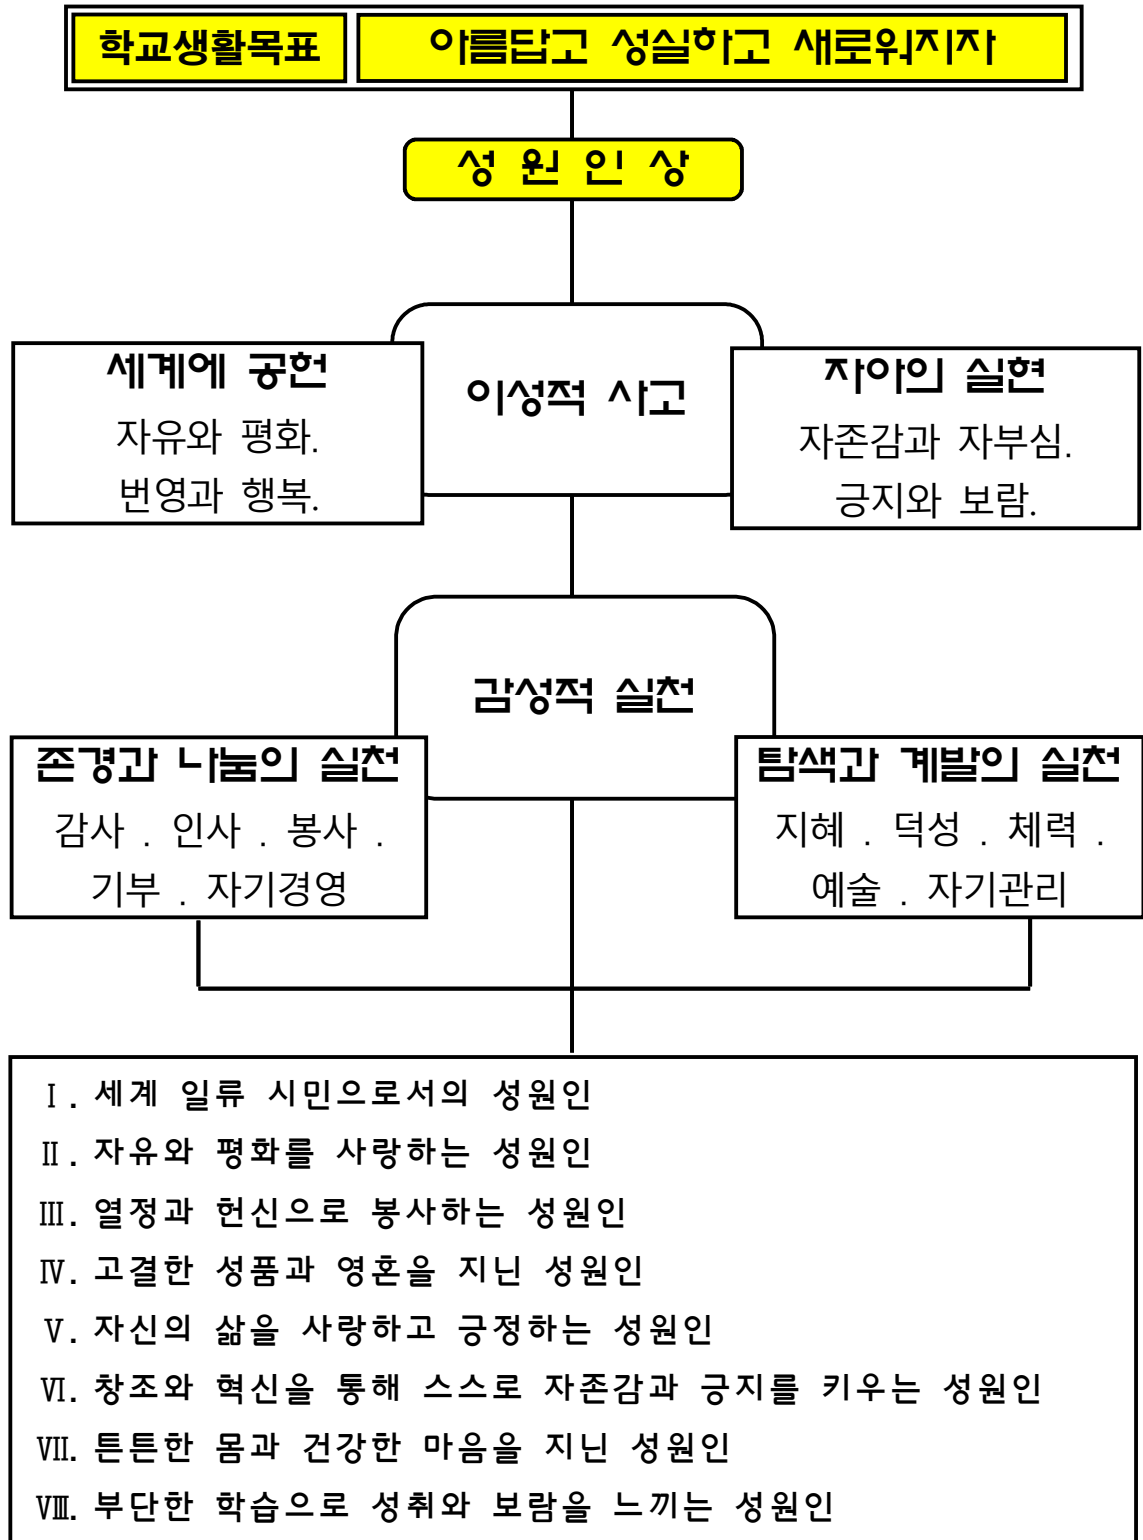 학교생활목표 아름답고 성실하고 새로워지자
성 원 인 상
이성적 사고
세계에 공헌
자유와 평화.
번영과 행복.
자아의 실현
자존감과 자부심.
긍지와 보람.
감성적 실천
존경과 나눔의 실천
감사 . 인사 . 봉사 .
기부 . 자기경영
탐색과 계발의 실천
지혜 . 덕성 . 체력 .
예술 . 자기관리
Ⅰ. 세계 일류 시민으로서의 성원인
Ⅱ. 자유와 평화를 사랑하는 성원인
Ⅲ. 열정과 헌신으로 봉사하는 성원인
Ⅳ. 고결한 성품과 영혼을 지닌 성원인
Ⅴ. 자신의 삶을 사랑하고 긍정하는 성원인
Ⅵ. 창조와 혁신을 통해 스스로 자존감과 긍지를 키우는 성원인
Ⅶ. 튼튼한 몸과 건강한 마음을 지닌 성원인
Ⅷ. 부단한 학습으로 성취와 보람을 느끼는 성원인